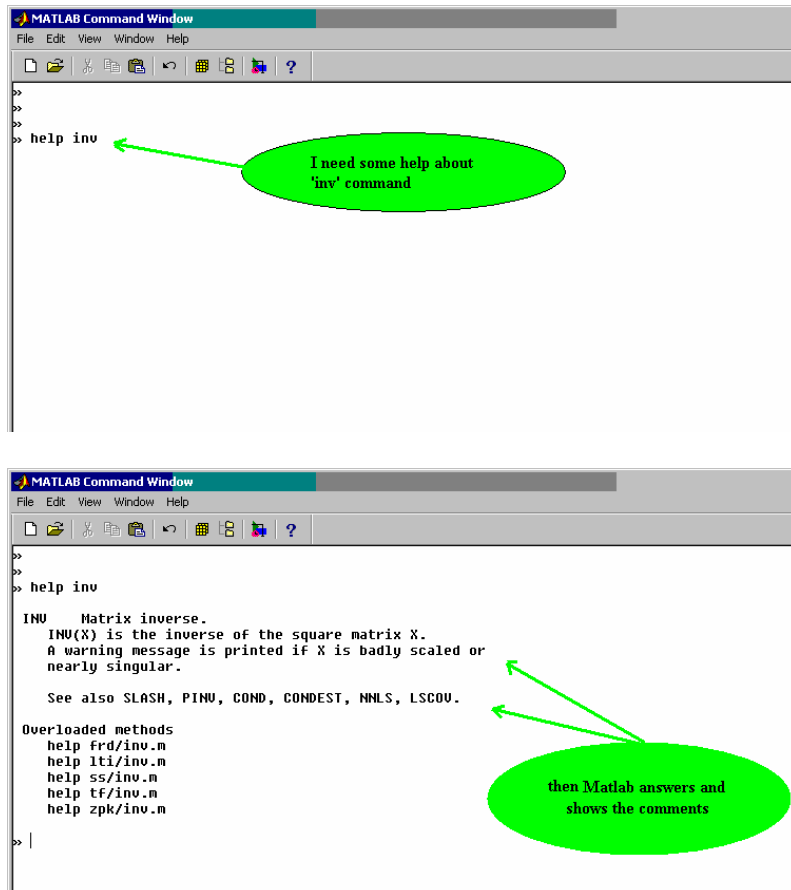 MATLAB Command Window
File Edit View Window Help
?
»
»
»
» help inv
I need some help about
'inv' command
MATLAB Command Window
File Edit View Window Help
?
»
»
» help inv
INV Matrix inverse.
INV(X) is the inverse of the square matrix X.
A warning message is printed if X is badly scaled or
nearly singular.
See also SLASH, PINV, COND, CONDEST, NNLS, LSCOV.
Overloaded methods
help frd/inv.m
help lti/inv.m
help ss/inv.m
help tf/inv.m
help zpk/inv.m
then Matlab answers and
shows the comments
»